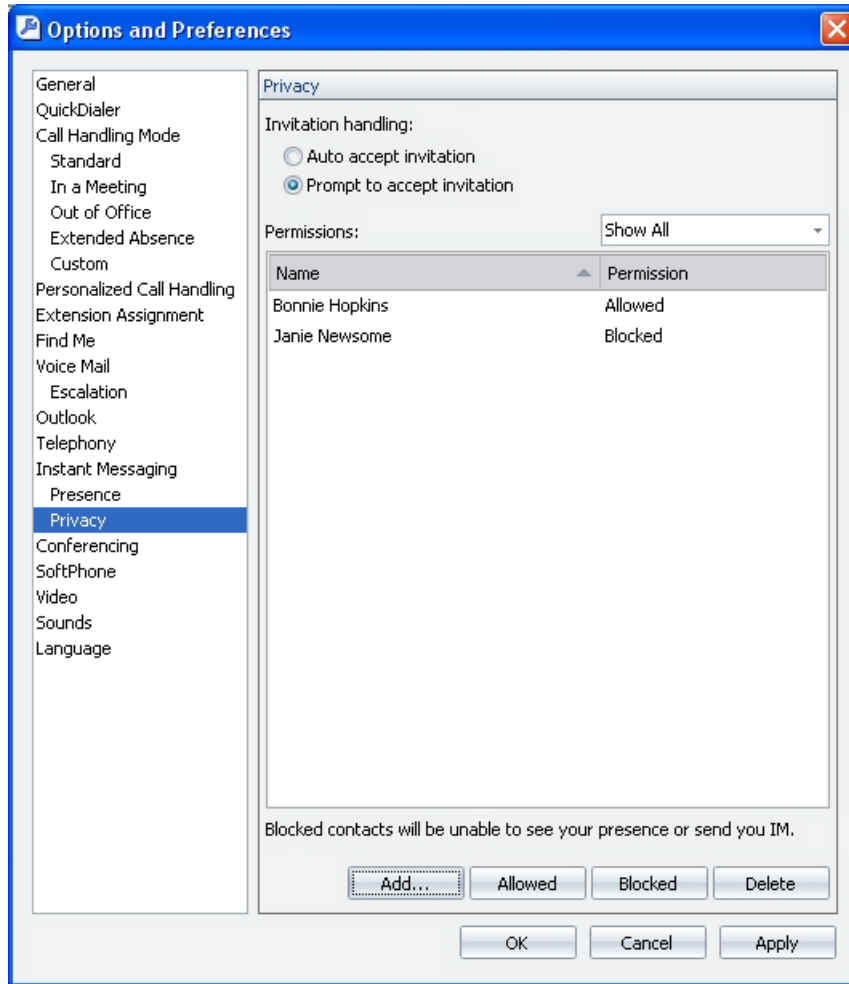 Options and Preferences
General
QuickDialer
Call Handling Mode
Standard
In a Meeting
Out of Office
Extended Absence
Custom
Personalized Call Handling
Extension Assignment
Find Me
Voice Mail
Escalation
Outlook
Telephony
Instant Messaging
Presence
Privacy
Conferencing
SoftPhone
Video
Sounds
Language
Privacy
Invitation handling:
Auto accept invitation
Prompt to accept invitation
Permissions: Show All
Name Permission
Bonnie Hopkins Allowed
Janie Newsome Blocked
Blocked contacts will be unable to see your presence or send you IM.
Add... Allowed Blocked Delete
OK Cancel Apply